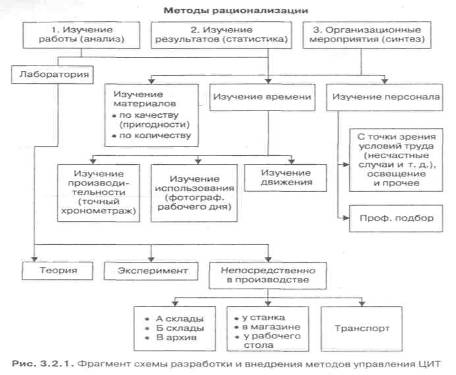 Методы рационализации
1. Изучение
работы (анализ)
2. Изучение
результатов (статистика)
3. Организационные
мероприятия (синтез)
Лаборатория
Изучение
материалов
• по качеству
(пригодности)
• по количеству
Изучение времени
Изучение персонала
С точки зрения
условий труда
(несчастные
случаи и т. д.),
освещение
и прочее
Изучение
производи-
тельности
(точный
хронометраж)
Изучение
использования
(фотограф.
рабочего дня)
Изучение
движения
Проф. подбор
Теория
Эксперимент
Непосредственно
в производстве
• А склады
• Б склады
• В архив
• у станка
• в магазине
• у рабочего
стола
Транспорт
Рис. 3.2.1. Фрагмент схемы разработки и внедрения методов управления ЦИТ